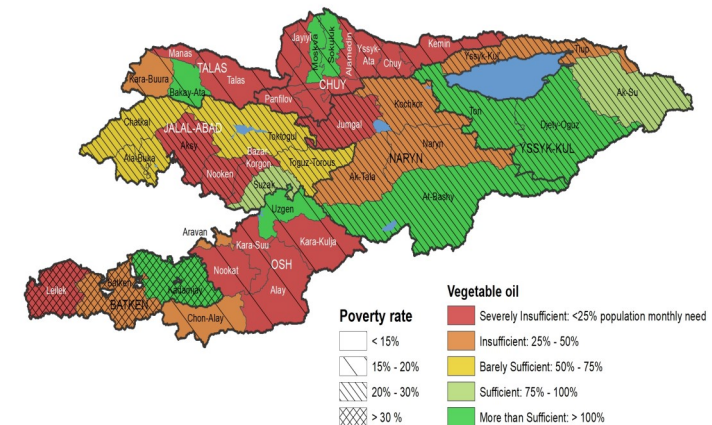 Manas
TALAS
Kara-Buura
Talas
Bakay-Ata
Jayiyl
Moskva
Sokulik
Alamedin
Yssyk-
Ata
Chuy
Kemin
CHUY
Panfilov
Yssyk-Kul
Tiup
Ak-Su
Ton
Djety-Oguz
YSSYK-KUL
Kochkor
Jumgal
Naryn
NARYN
Ak-Tala
At-Bashy
Chatkal
JALAL-ABAD
Aksy
Toktogul
Ala-Buka
Bazar
Korgon
Toguz-Torous
Nooken
Suzak
Uzgen
Aravan
Kara-Suu
Kara-Kulja
OSH
Nookat
Alay
Chon-Alay
Leilek
Batken
BATKEN
Kadamjay
Poverty rate
< 15%
15% - 20%
20% - 30%
> 30 %
Vegetable oil
Severely Insufficient: <25% population monthly need
Insufficient: 25% - 50%
Barely Sufficient: 50% - 75%
Sufficient: 75% - 100%
More than Sufficient: > 100%